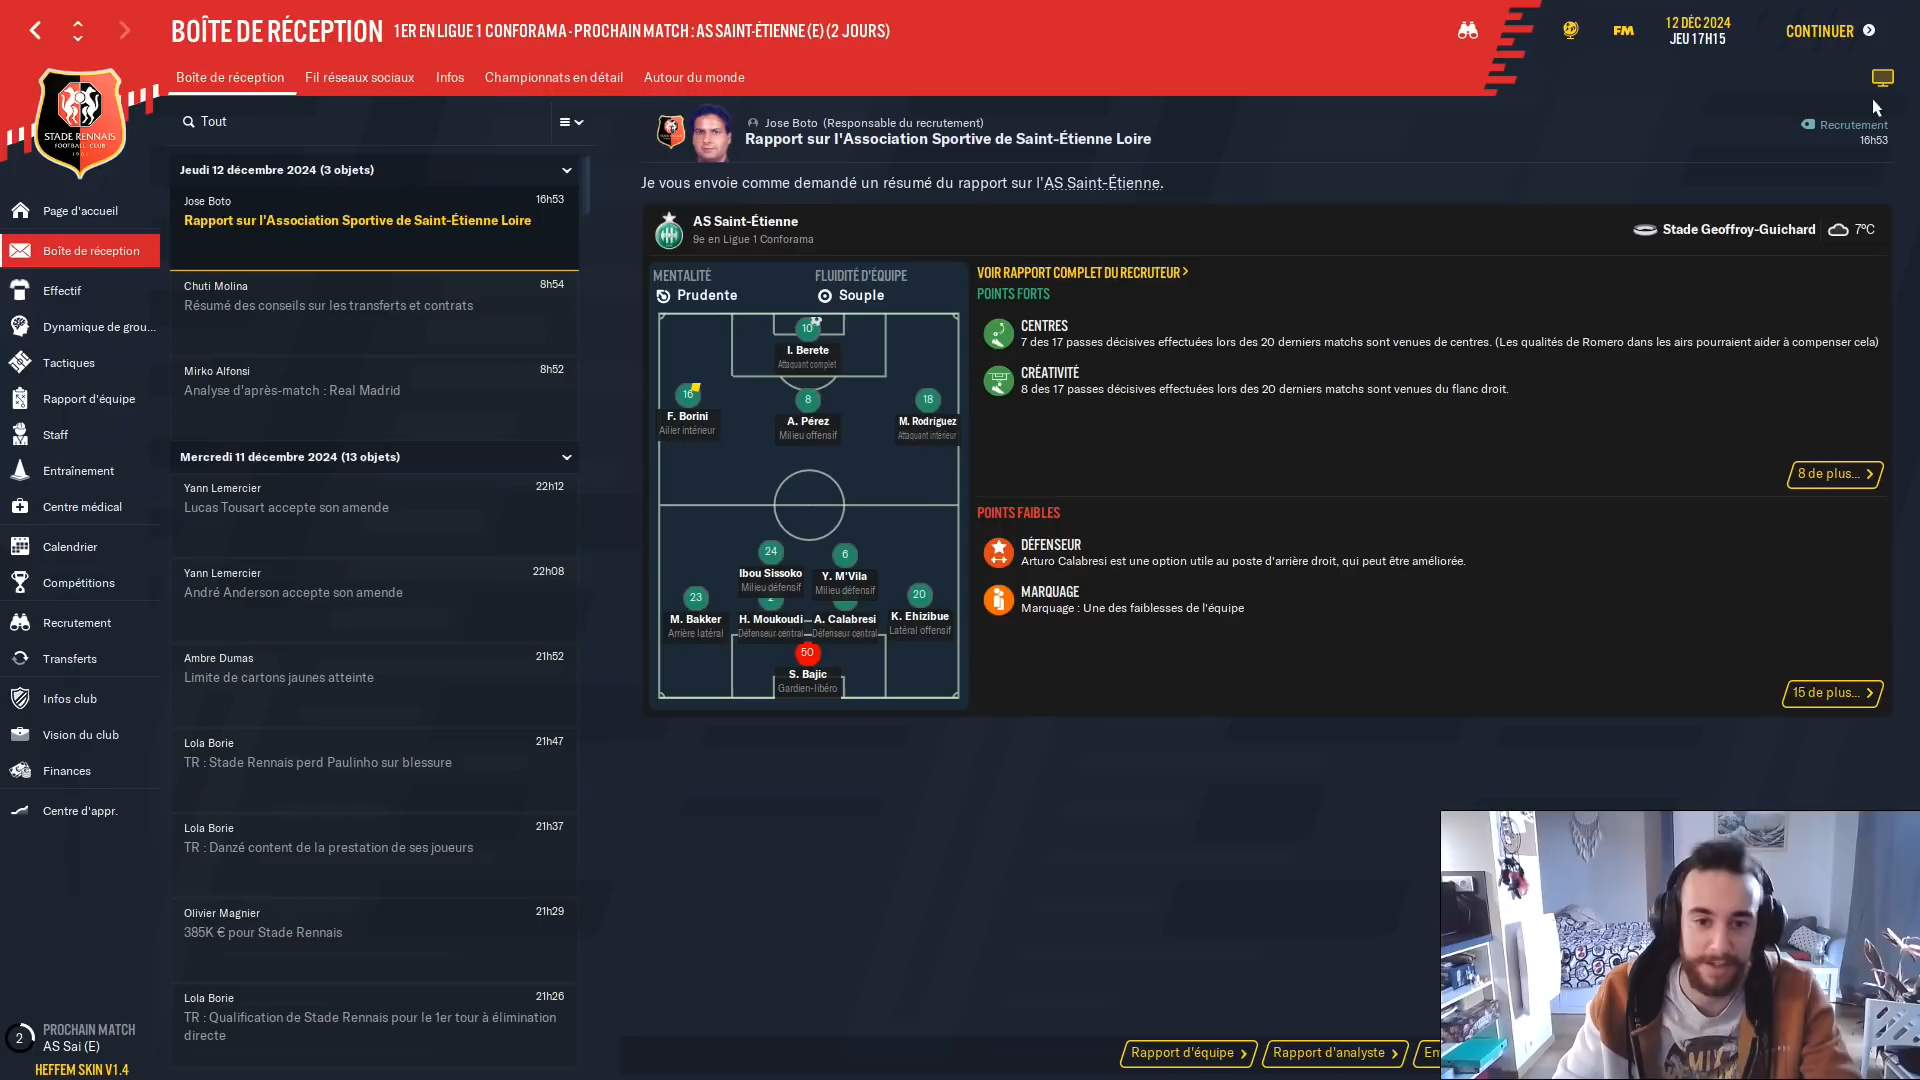 BOÎTE DE RÉCEPTION
1ER EN LIGUE 1 CONFORAMA - PROCHAIN MATCH : AS SAINT-ÉTIENNE (E) (2 JOURS)
FM
12 DÉC 2024
JEU 17H15
CONTINUER
Boîte de réception
Fil réseaux sociaux
Infos
Championnats en détail
Autour du monde
STADE RENNAIS
FOOTBALL CLUB
Page d'accueil
Boîte de réception
Effectif
Dynamique de grou...
Tactiques
Rapport d'équipe
Staff
Entraînement
Centre médical
Calendrier
Compétitions
Recrutement
Transferts
Infos club
Vision du club
Finances
Centre d'appr.
2
PROCHAIN MATCH
AS Sai (E)
HEFFEM SKIN V1.4
Tout
Jeudi 12 décembre 2024 (3 objets)
Jose Boto 16h53
Rapport sur l'Association Sportive de Saint-Étienne Loire
Chuti Molina 8h54
Résumé des conseils sur les transferts et contrats
Mirko Alfonsi 8h52
Analyse d'après-match : Real Madrid
Mercredi 11 décembre 2024 (13 objets)
Yann Lemercier 22h12
Lucas Tousart accepte son amende
Yann Lemercier 22h08
André Anderson accepte son amende
Ambre Dumas 21h52
Limite de cartons jaunes atteinte
Lola Borie 21h47
TR : Stade Rennais perd Paulinho sur blessure
Lola Borie 21h37
TR : Danzé content de la prestation de ses joueurs
Olivier Magnier 21h29
385K € pour Stade Rennais
Lola Borie 21h26
TR : Qualification de Stade Rennais pour le 1er tour à élimination
directe
Jose Boto (Responsable du recrutement)
Rapport sur l'Association Sportive de Saint-Étienne Loire
Recrutement
16h53
Je vous envoie comme demandé un résumé du rapport sur l'AS Saint-Étienne.
AS Saint-Étienne
9e en Ligue 1 Conforama
Stade Geoffroy-Guichard
7ºC
MENTALITÉ
Prudente
FLUIDITÉ D'ÉQUIPE
Souple
10
I. Berete
Attaquant complet
16
F. Borini
Ailier intérieur
8
A. Pérez
Milieu offensif
18
M. Rodríguez
Attaquant intérieur
24
Ibou Sissoko
Milieu défensif
6
Y. M'Vila
Milieu défensif
23
M. Bakker
Arrière latéral
2
H. Moukoudi
Défenseur central
A. Calabresi
Défenseur central
20
K. Ehizibue
Latéral offensif
50
S. Bajic
Gardien-libéro
VOIR RAPPORT COMPLET DU RECRUTEUR >
POINTS FORTS
CENTRES
7 des 17 passes décisives effectuées lors des 20 derniers matchs sont venues de centres. (Les qualités de Romero dans les airs pourraient aider à compenser cela)
CRÉATIVITÉ
8 des 17 passes décisives effectuées lors des 20 derniers matchs sont venues du flanc droit.
8 de plus... >
POINTS FAIBLES
DÉFENSEUR
Arturo Calabresi est une option utile au poste d'arrière droit, qui peut être améliorée.
MARQUAGE
Marquage : Une des faiblesses de l'équipe
15 de plus... >
Rapport d'équipe >
Rapport d'analyste >